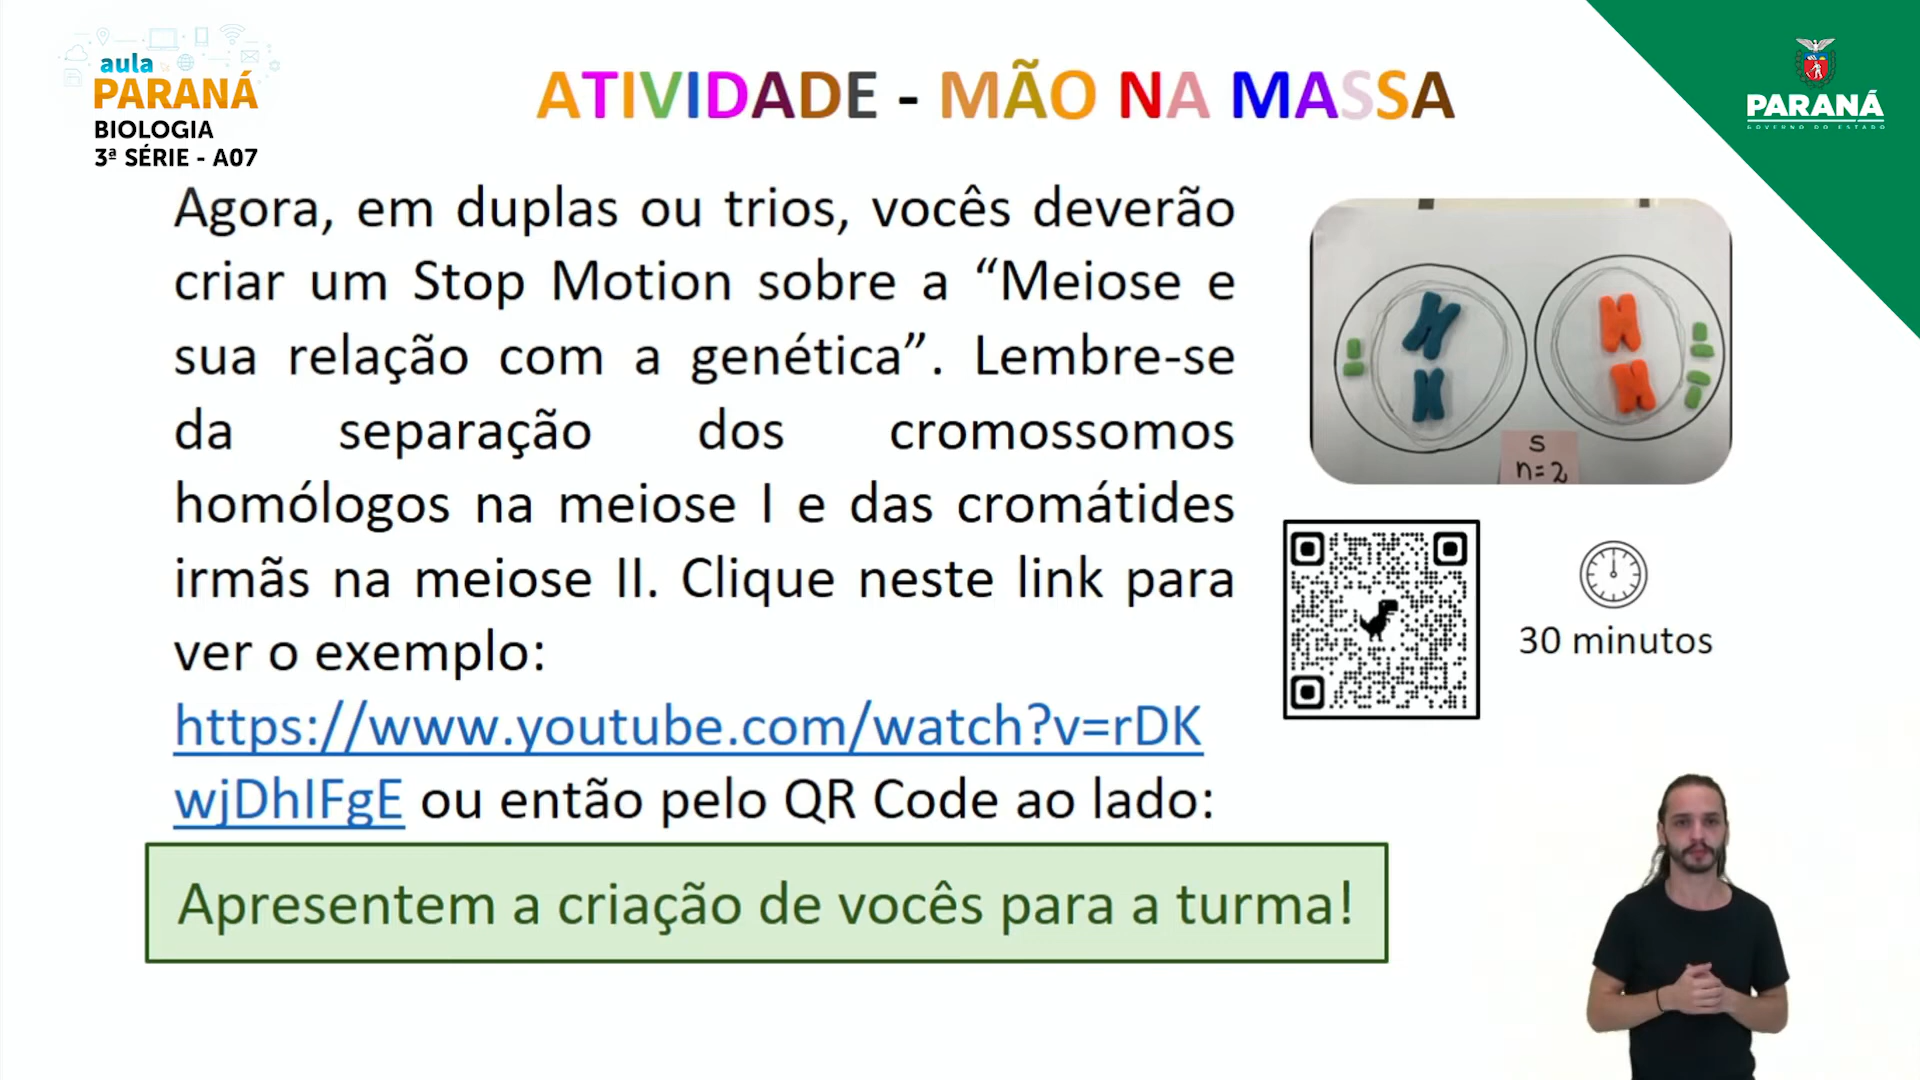 aula
PARANÁ
BIOLOGIA
3ª SÉRIE - A07
ATIVIDADE - MÃO NA MASSA
PARANÁ
GOVERNO DO ESTADO
Agora, em duplas ou trios, vocês deverão
criar um Stop Motion sobre a “Meiose e
sua relação com a genética”. Lembre-se
da separação dos cromossomos
homólogos na meiose I e das cromátides
irmãs na meiose II. Clique neste link para
ver o exemplo:
https://www.youtube.com/watch?v=rDK
wjDhIFgE ou então pelo QR Code ao lado:
S
n=2
30 minutos
Apresentem a criação de vocês para a turma!